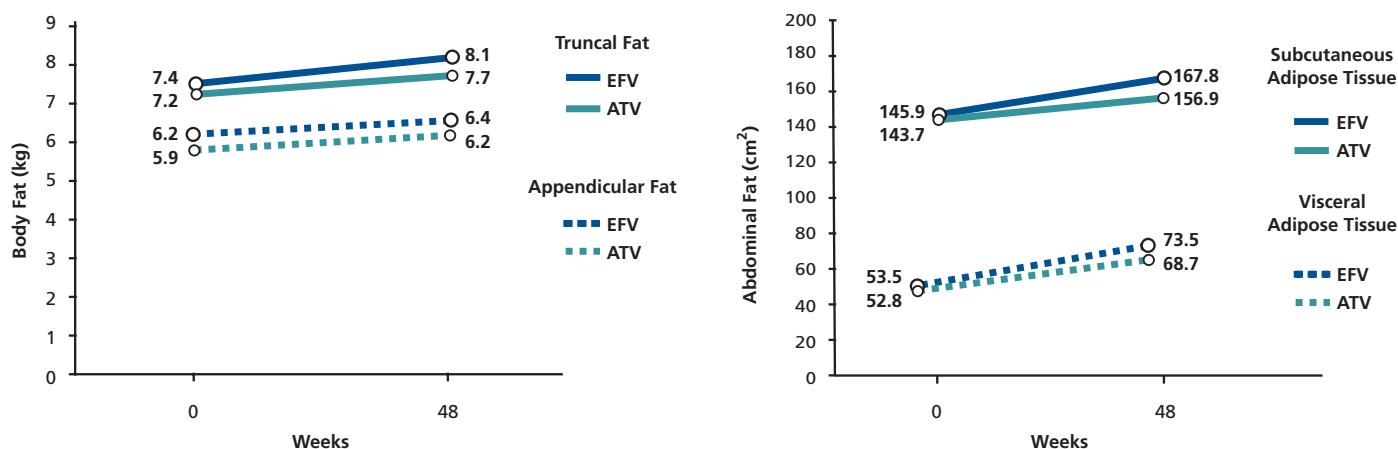 Body Fat (kg)
9
8
7
6
5
4
3
2
1
0
7.4
7.2
6.2
5.9
8.1
7.7
6.4
6.2
0
48
Weeks
Truncal Fat
EFV
ATV
Appendicular Fat
EFV
ATV
Abdominal Fat (cm²)
200
180
160
140
120
100
80
60
40
20
0
145.9
143.7
53.5
52.8
167.8
156.9
73.5
68.7
0
48
Weeks
Subcutaneous
Adipose Tissue
EFV
ATV
Visceral
Adipose Tissue
EFV
ATV